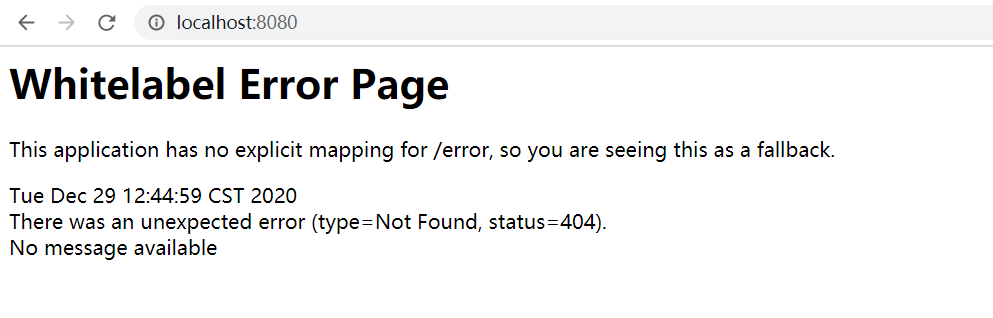 localhost:8080
Whitelabel Error Page
This application has no explicit mapping for /error, so you are seeing this as a fallback.
Tue Dec 29 12:44:59 CST 2020
There was an unexpected error (type=Not Found, status=404).
No message available